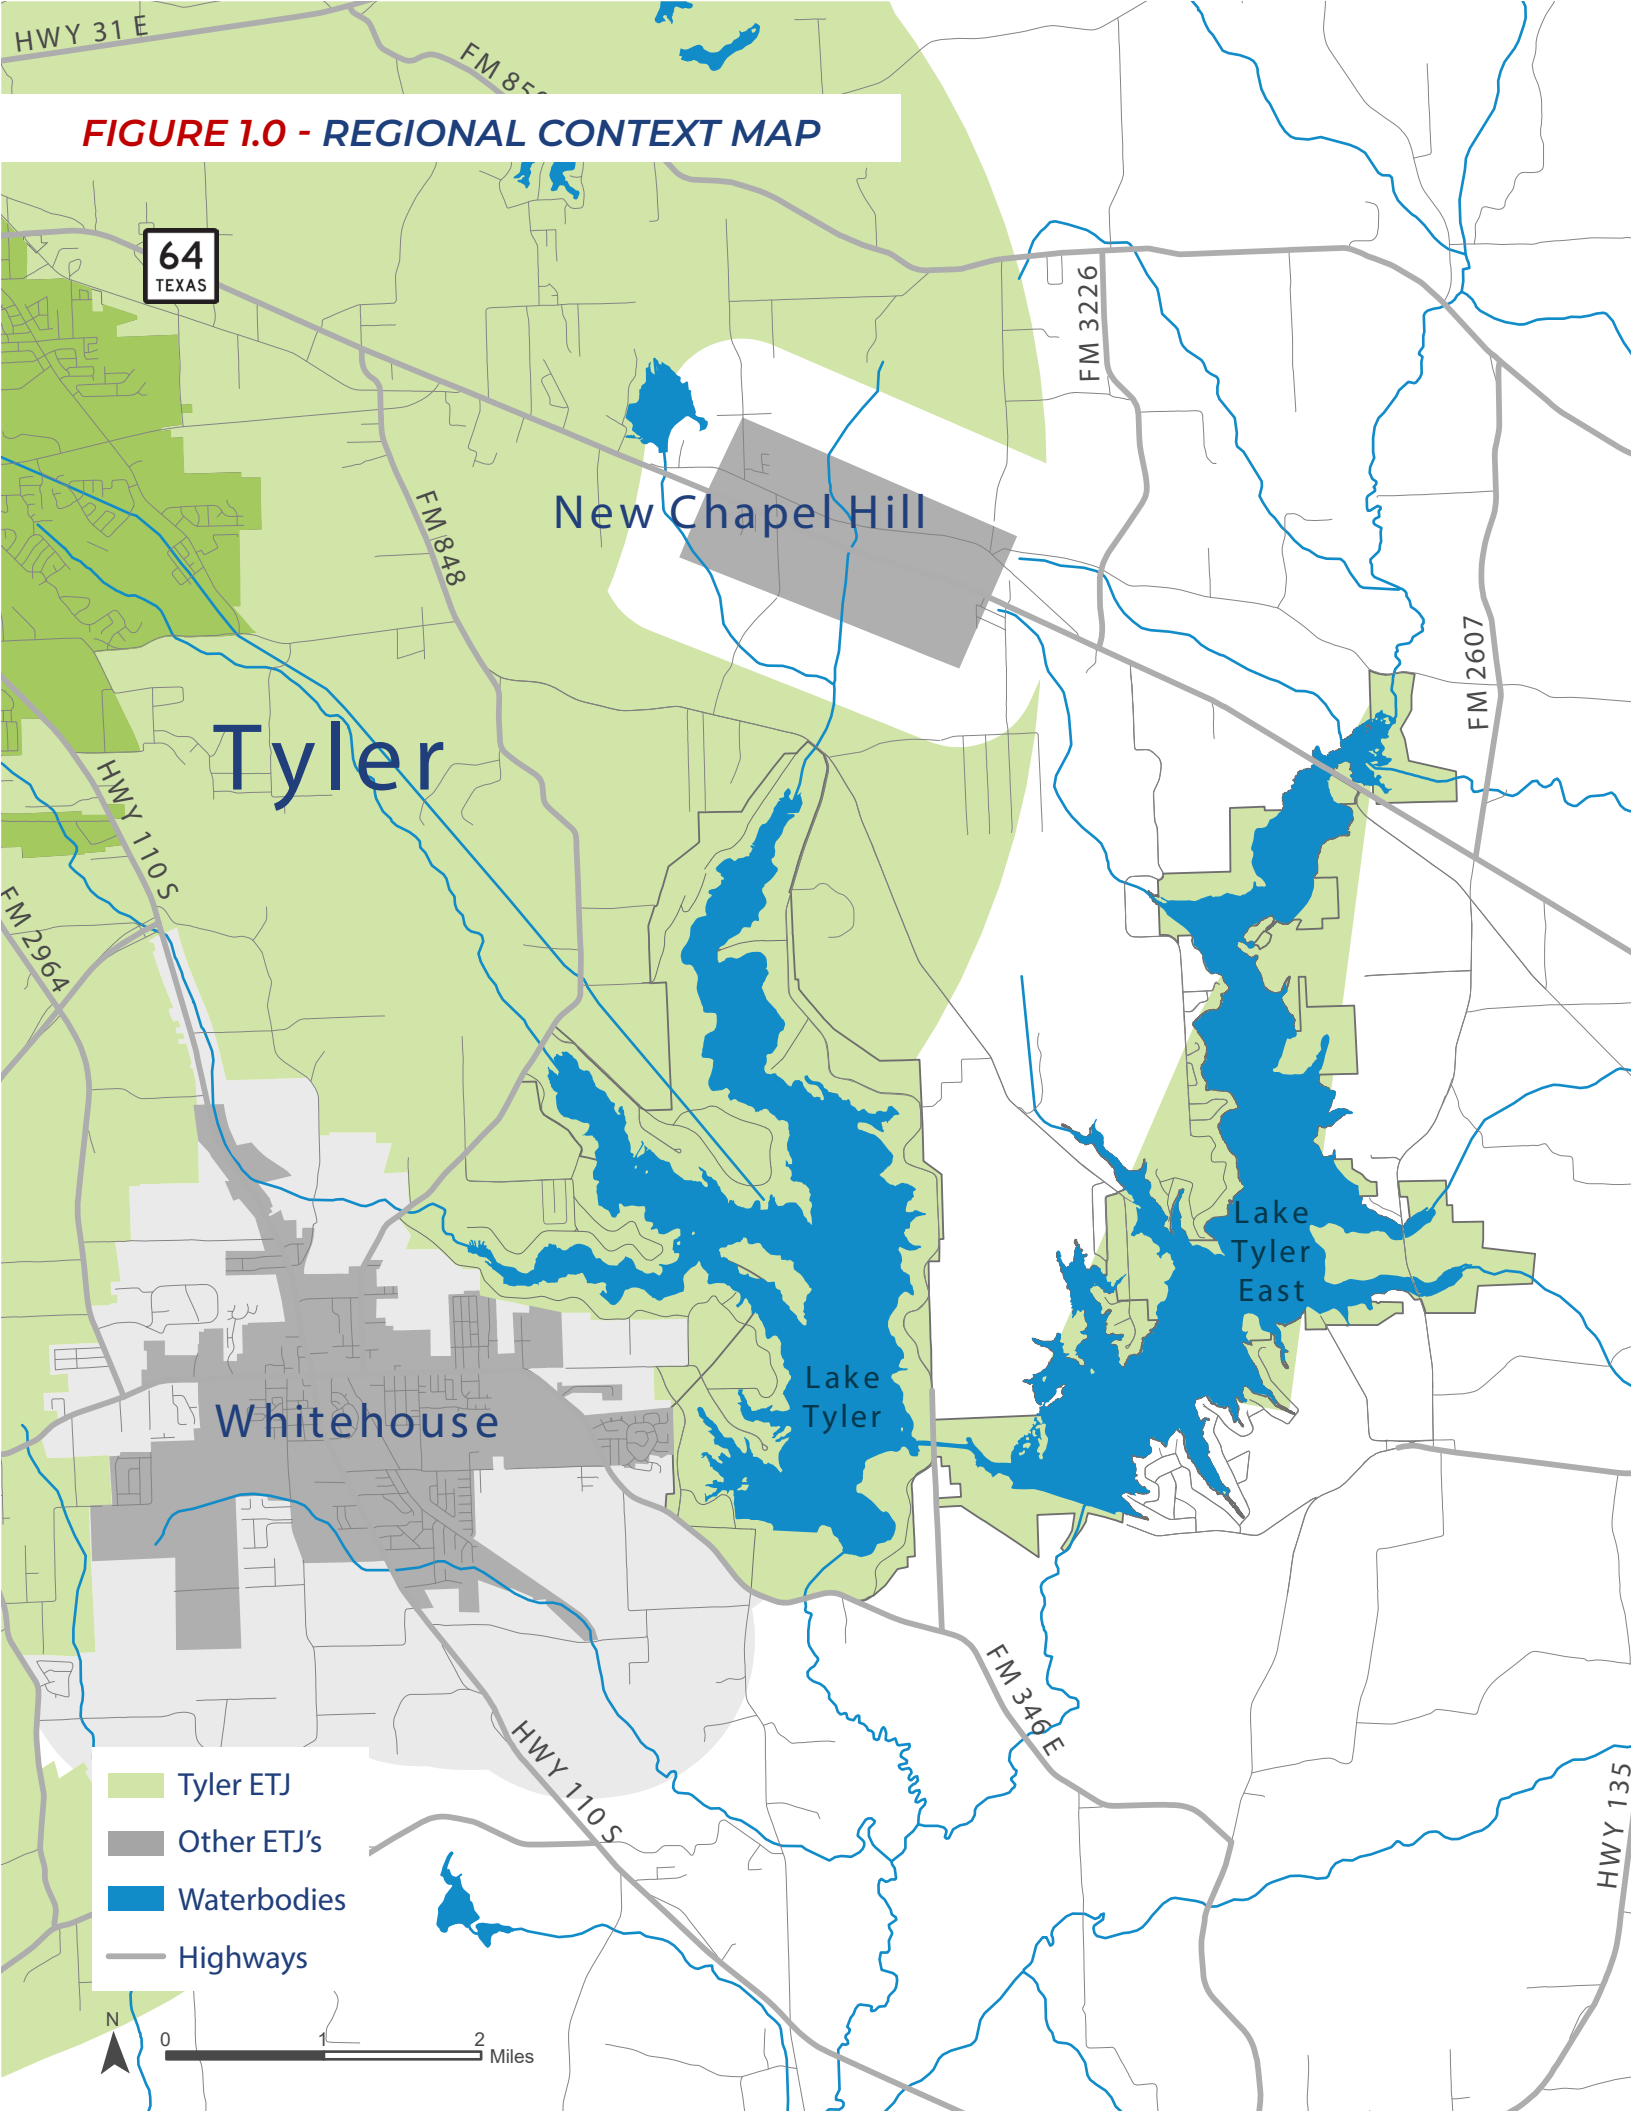 HWY 31 E
FM 850
FIGURE 1.0 - REGIONAL CONTEXT MAP
64
TEXAS
FM 3226
New Chapel Hill
FM 848
FM 2607
Tyler
HWY 110 S
FM 2964
Lake
Tyler
East
Lake
Tyler
Whitehouse
FM 346 E
HWY 110 S
HWY 135
Tyler ETJ
Other ETJ's
Waterbodies
Highways
N
0 1 2
Miles